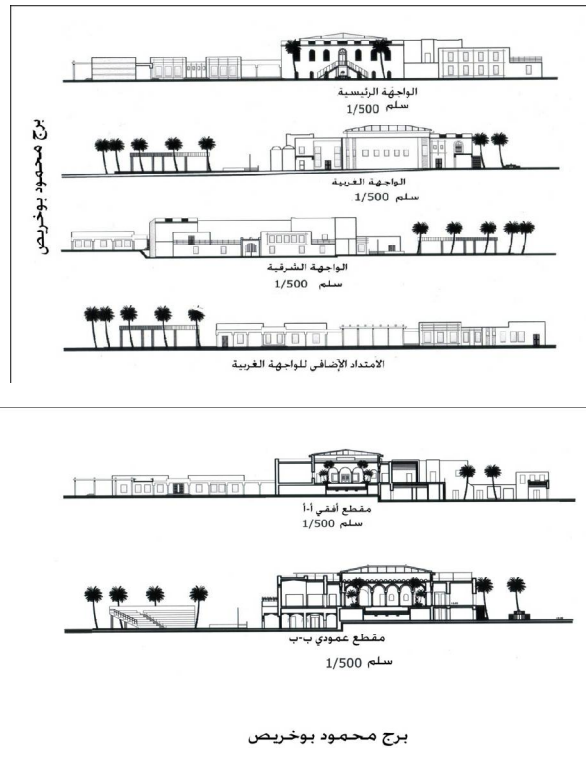 الواجهة الرئيسية
سلم 1/500
برج محمود بوخريص
الواجهة الغربية
سلم 1/500
الواجهة الشرقية
سلم 1/500
الامتداد الإضافي للواجهة الغربية
مقطع أفقي أ-أ
سلم 1/500
مقطع عمودي ب-ب
سلم 1/500
برج محمود بوخريص